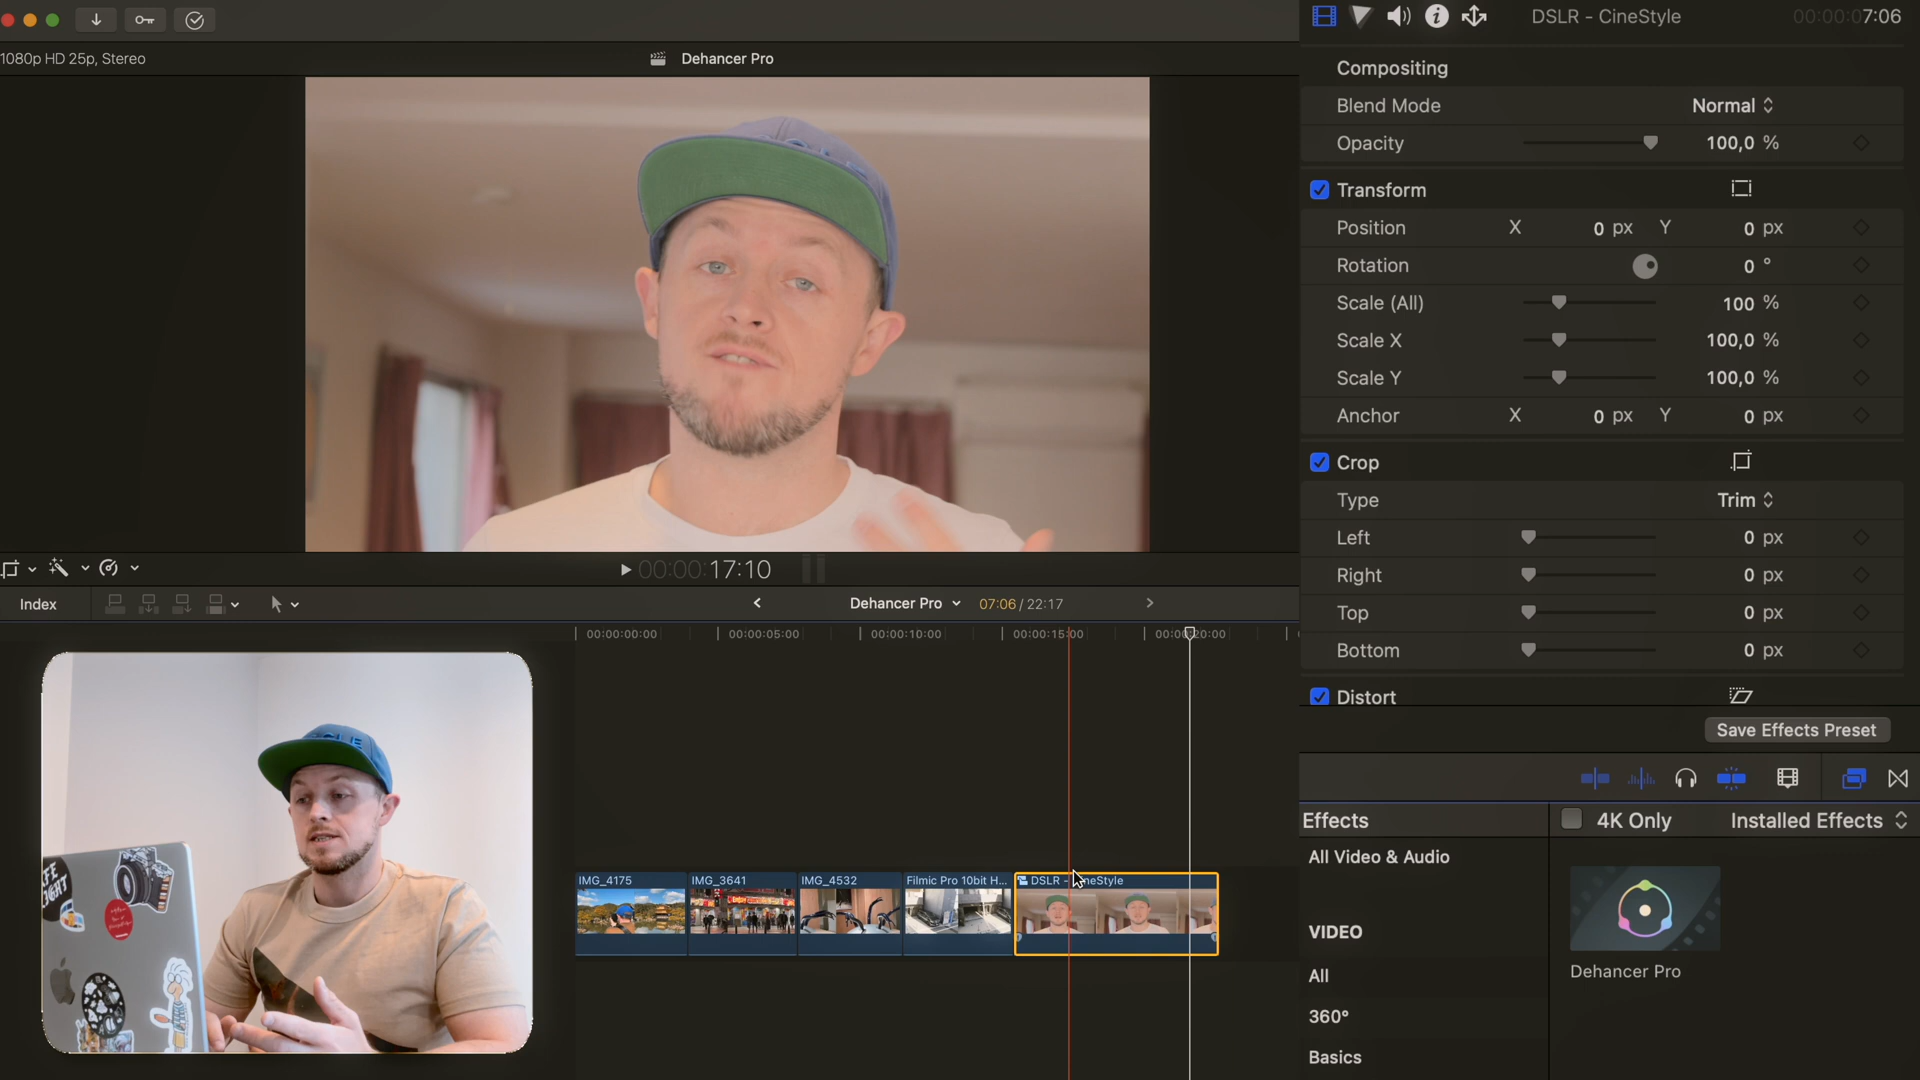 DSLR - CineStyle 00:00:07:06
1080p HD 25p, Stereo
Dehancer Pro
Compositing
Blend Mode Normal
Opacity 100,0 %
Transform
Position X 0 px Y 0 px
Rotation 0 °
Scale (All) 100 %
Scale X 100,0 %
Scale Y 100,0 %
Anchor X 0 px Y 0 px
Crop
Type Trim
Left 0 px
Right 0 px
Top 0 px
Bottom 0 px
Distort
Save Effects Preset
00:00:17:10
Index
Dehancer Pro 07:06 / 22:17
00:00:00:00 00:00:05:00 00:00:10:00 00:00:15:00 00:00:20:00
IMG_4175 IMG_3641 IMG_4532 Filmic Pro 10bit H... DSLR - CineStyle
Effects
4K Only
Installed Effects
All Video & Audio
VIDEO
All
360°
Basics
Dehancer Pro